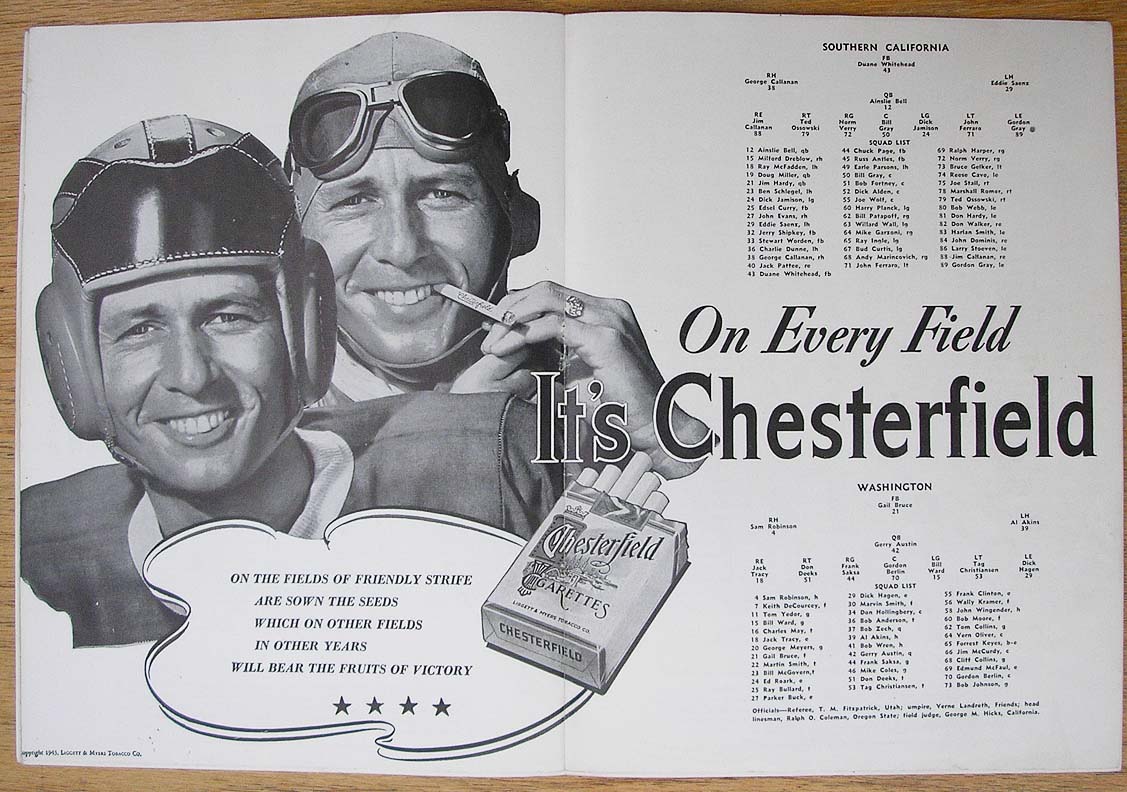 Chesterfield
ON THE FIELDS OF FRIENDLY STRIFE
ARE SOWN THE SEEDS
WHICH ON OTHER FIELDS
IN OTHER YEARS
WILL BEAR THE FRUITS OF VICTORY
Chesterfield
CIGARETTES
LIGGETT & MYERS TOBACCO CO.
CHESTERFIELD
Copyright 1943, LIGGETT & MYERS TOBACCO CO.
SOUTHERN CALIFORNIA
FB
Duane Whitehead
43
RH
George Callanan
38
LH
Eddie Saenz
29
QB
Ainslie Bell
12
RE
Jim
Callanan
88
RT
Ted
Ossowski
79
RG
Norm
Verry
72
C
Bill
Gray
50
LG
Dick
Jamison
24
LT
John
Ferraro
71
LE
Gordon
Gray
89
SQUAD LIST
12 Ainslie Bell, qb
15 Milford Dreblow, rh
18 Ray McFadden, lh
19 Doug Miller, qb
21 Jim Hardy, qb
23 Ben Schlegel, lh
24 Dick Jamison, lg
25 Edsel Curry, fb
27 John Evans, rh
29 Eddie Saenz, lh
32 Jerry Shipkey, fb
33 Stewart Worden, fb
36 Charlie Dunne, lh
38 George Callanan, rh
40 Jack Pattee, re
43 Duane Whitehead, fb
44 Chuck Page, fb
45 Russ Antles, fb
49 Earle Parsons, lh
50 Bill Gray, c
51 Bob Fortney, c
52 Dick Alden, e
55 Joe Wolf, c
60 Harry Planck, lg
62 Bill Patapoff, rg
63 Willard Wall, lg
64 Mike Garzoni, rg
65 Ray Ingle, lg
67 Bud Curtis, lg
68 Andy Marincovich, rg
71 John Ferraro, lt
69 Ralph Harper, rg
72 Norm Verry, rg
73 Bruce Gelker, lt
74 Reese Cave, le
75 Joe Stall, rt
78 Marshall Romer, rt
79 Ted Ossowski, rt
80 Bob Webb, le
81 Don Hardy, le
82 Don Walker, re
83 Harlan Smith, le
84 John Dominis, re
86 Larry Stoeven, le
88 Jim Callanan, re
89 Gordon Gray, le
On Every Field
It's Chesterfield
WASHINGTON
FB
Gail Bruce
21
RH
Sam Robinson
4
LH
Al Akins
39
QB
Gerry Austin
42
RE
Jack
Tracy
18
RT
Don
Deeks
51
RG
Frank
Saksa
44
C
Gordon
Berlin
70
LG
Bill
Ward
15
LT
Tag
Christiansen
53
LE
Dick
Hagen
29
SQUAD LIST
4 Sam Robinson, h
7 Keith DeCourcey, f
11 Tom Yedor, g
15 Bill Ward, g
16 Charles May, f
18 Jack Tracy, e
20 George Meyers, g
21 Gail Bruce, f
22 Martin Smith, f
23 Bill McGovern, f
24 Ed Roark, e
25 Ray Bullard, f
27 Parker Buck, e
29 Dick Hagen, e
30 Marvin Smith, f
34 Don Hollingbery, c
36 Bob Anderson, f
37 Bob Zech, q
39 Al Akins, h
41 Bob Wren, h
42 Gerry Austin, q
44 Frank Saksa, g
46 Mike Coles, g
51 Don Deeks, t
53 Tag Christiansen, t
55 Frank Clinton, e
56 Wally Kramer, f
58 John Wingender, h
60 Bob Moore, f
62 Tom Collins, g
64 Vern Oliver, c
65 Forrest Keyes, h-e
66 Jim McCurdy, c
68 Cliff Collins, g
69 Edmund McFaul, e
70 Gordon Berlin, c
73 Bob Johnson, g
Officials—Referee, T. M. Fitzpatrick, Utah; umpire, Verne Landreth, Friends; head
linesman, Ralph O. Coleman, Oregon State; field judge, George M. Hicks, California.